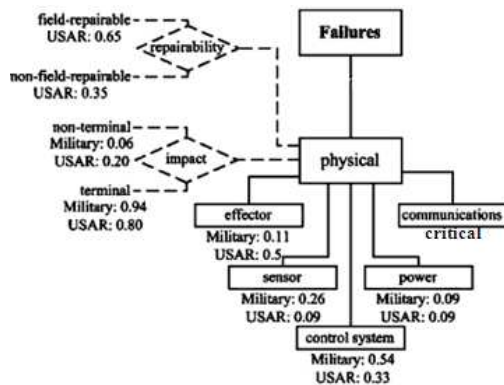 field-repairable
USAR: 0.65
repairability
non-field-repairable
USAR: 0.35
Failures
non-terminal
Military: 0.06
USAR: 0.20
impact
terminal
Military: 0.94
USAR: 0.80
physical
effector
Military: 0.11
USAR: 0.5
communications
critical
sensor
Military: 0.26
USAR: 0.09
power
Military: 0.09
USAR: 0.09
control system
Military: 0.54
USAR: 0.33